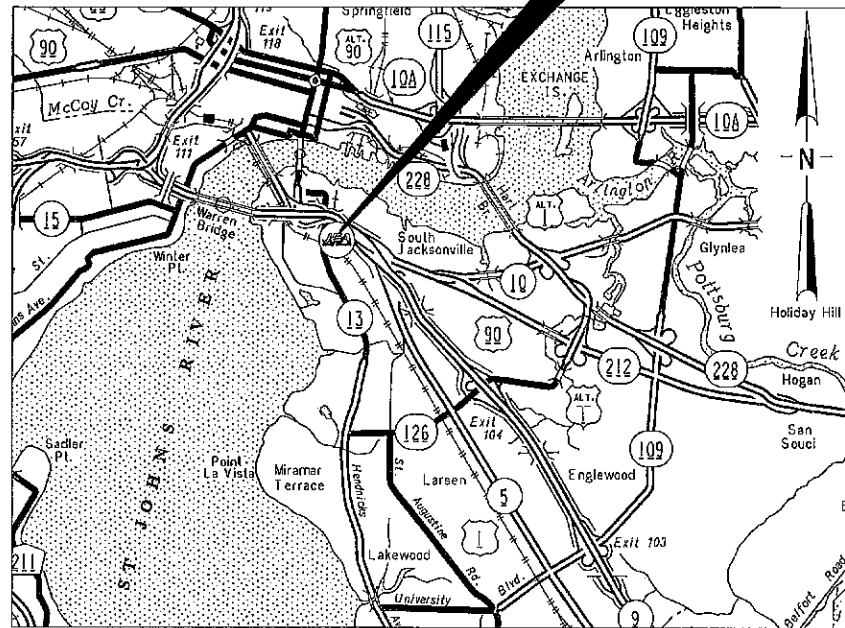 Springfield
Eggleston
Heights
90
Exit
118
ALT.
90
115
109
10A
EXCHANGE
IS.
Arlington
McCoy Cr.
10A
Exit
111
N
57
228
Arlington
ALT.
1
15
Warren
Bridge
South
Jacksonville
Glynlea
St.
Winter Pt.
10
Pottsburg
Creek
Holiday Hill
ins Ave.
13
90
212
228
Hogan
ST JOHNS RIVER
ALT.
1
San
Souci
126
Exit
104
109
Sadler
Pt.
Point
La Vista
Miramar
Terrace
St.
Augustine
Rd.
Larsen
Englewood
Hendricks
5
1
Exit 103
211
Lakewood
Blvd.
University
9
Belfort Road